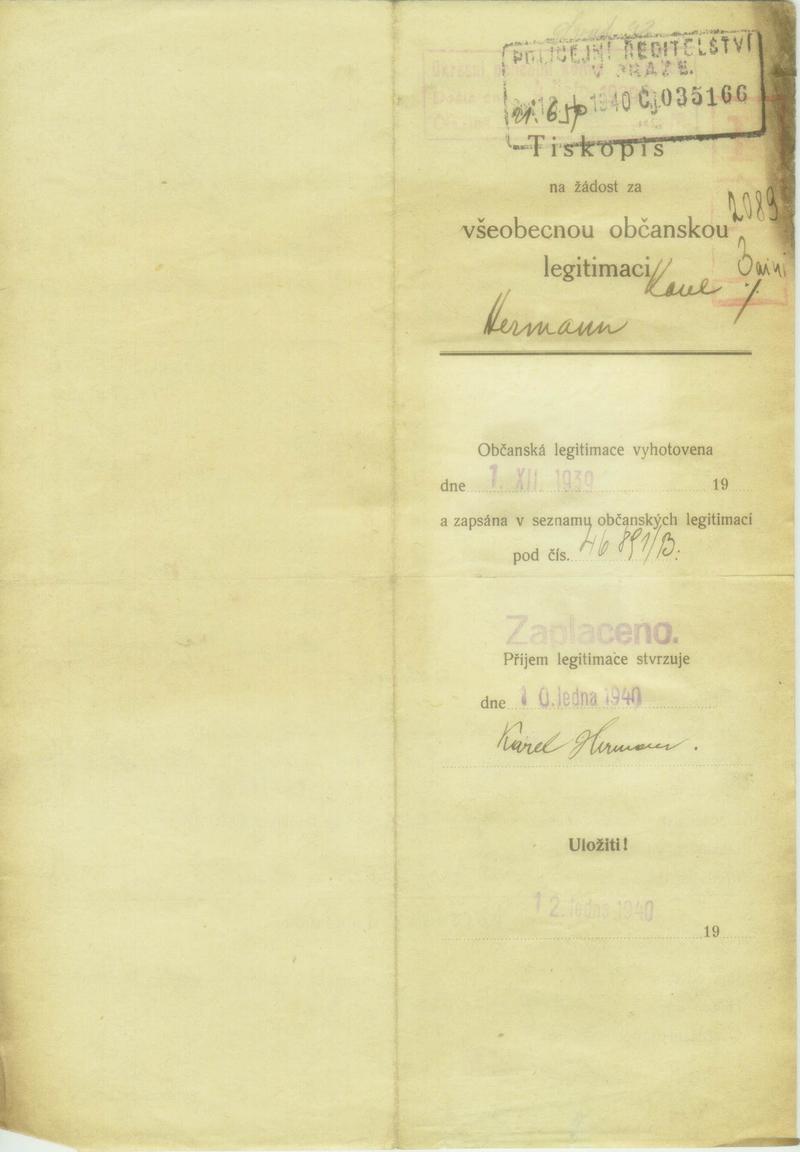 POLICEJNÍ ŘEDITELSTVÍ
V PRAZE.
1940 Čj 035166
Tiskopis
na žádost za
2089
všeobecnou občanskou
legitimaci Karel
Hermann
Občanská legitimace vyhotovena
dne 1. XII. 1939 19
a zapsána v seznamu občanských legitimací
pod čís. 46891/B.
Zaplaceno.
Příjem legitimace stvrzuje
dne 10. ledna 1940
Karel Hermann.
Uložiti!
12. ledna 1940
19